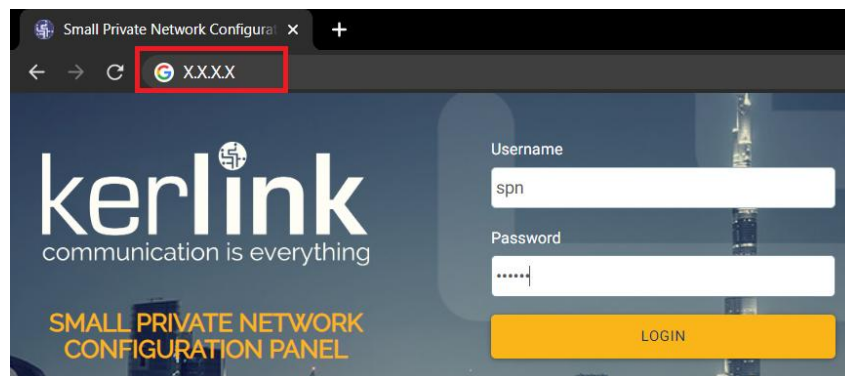 Small Private Network Configurat
X.X.X.X
kerlink
communication is everything
SMALL PRIVATE NETWORK
CONFIGURATION PANEL
Username
spn
Password
••••••
LOGIN